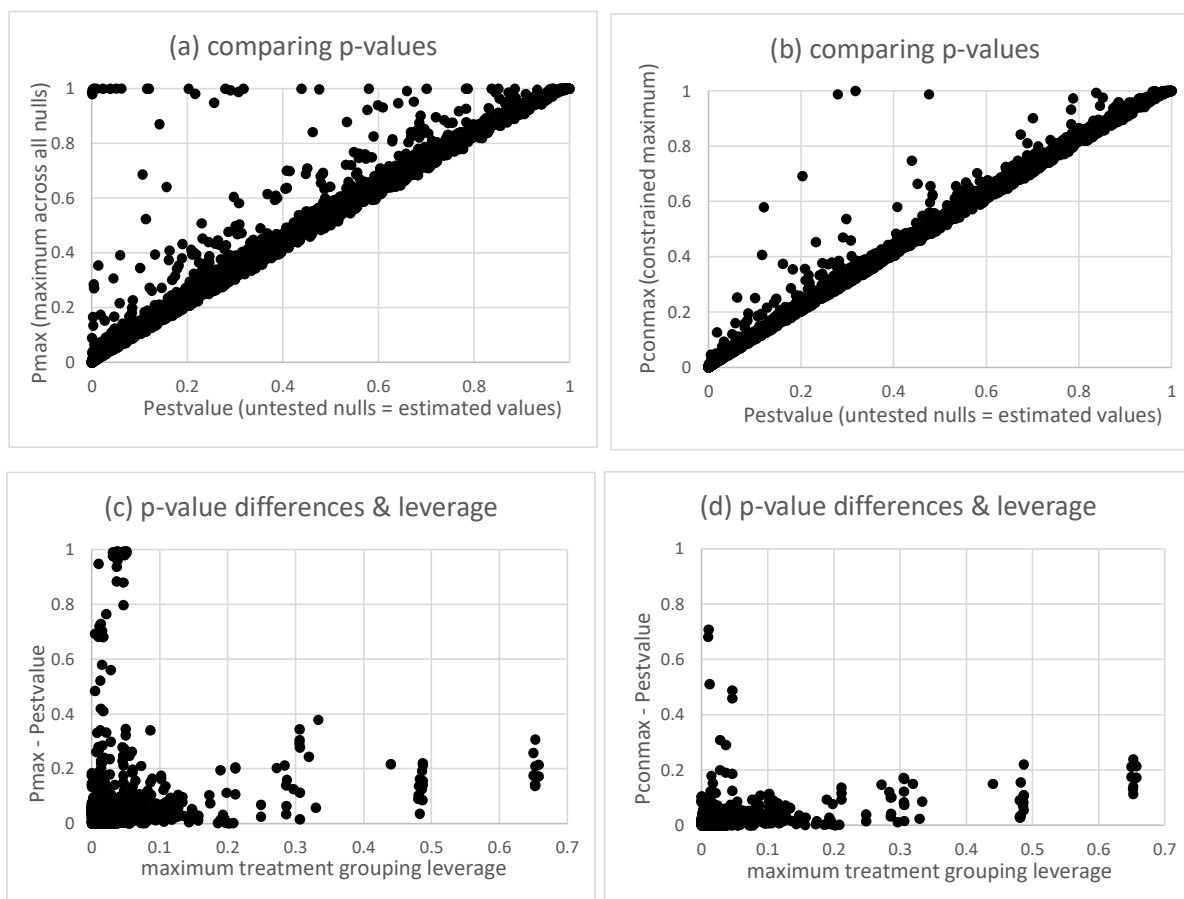 (a) comparing p-values
Pmax (maximum across all nulls)
1
0.8
0.6
0.4
0.2
0
0 0.2 0.4 0.6 0.8 1
Pestvalue (untested nulls = estimated values)
(b) comparing p-values
Pconmax (constrained maximum)
1
0.8
0.6
0.4
0.2
0
0 0.2 0.4 0.6 0.8 1
Pestvalue (untested nulls = estimated values)
(c) p-value differences & leverage
Pmax - Pestvalue
1
0.8
0.6
0.4
0.2
0
0 0.1 0.2 0.3 0.4 0.5 0.6 0.7
maximum treatment grouping leverage
(d) p-value differences & leverage
Pconmax - Pestvalue
1
0.8
0.6
0.4
0.2
0
0 0.1 0.2 0.3 0.4 0.5 0.6 0.7
maximum treatment grouping leverage